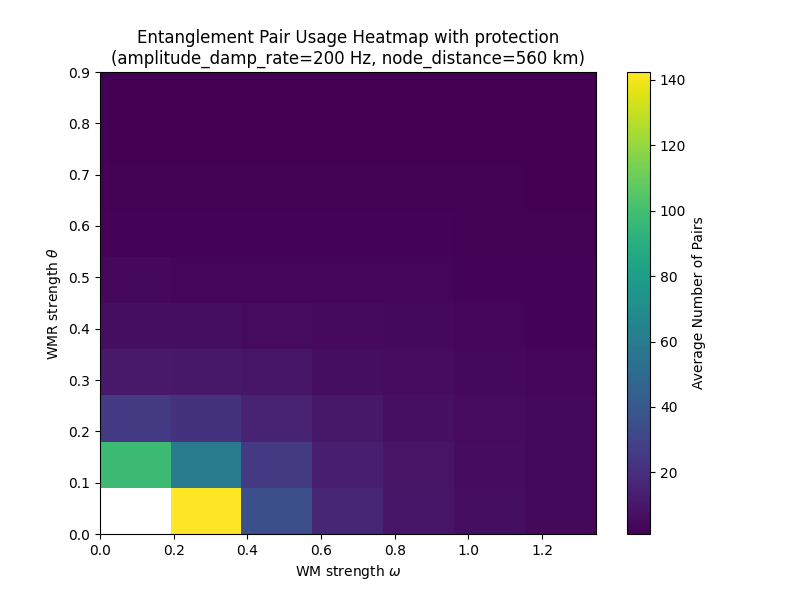 Entanglement Pair Usage Heatmap with protection
(amplitude_damp_rate=200 Hz, node_distance=560 km)
0.9
0.8
0.7
0.6
0.5
0.4
0.3
0.2
0.1
0.0
WMR strength θ
0.0 0.2 0.4 0.6 0.8 1.0 1.2
WM strength ω
140
120
100
80
60
40
20
Average Number of Pairs